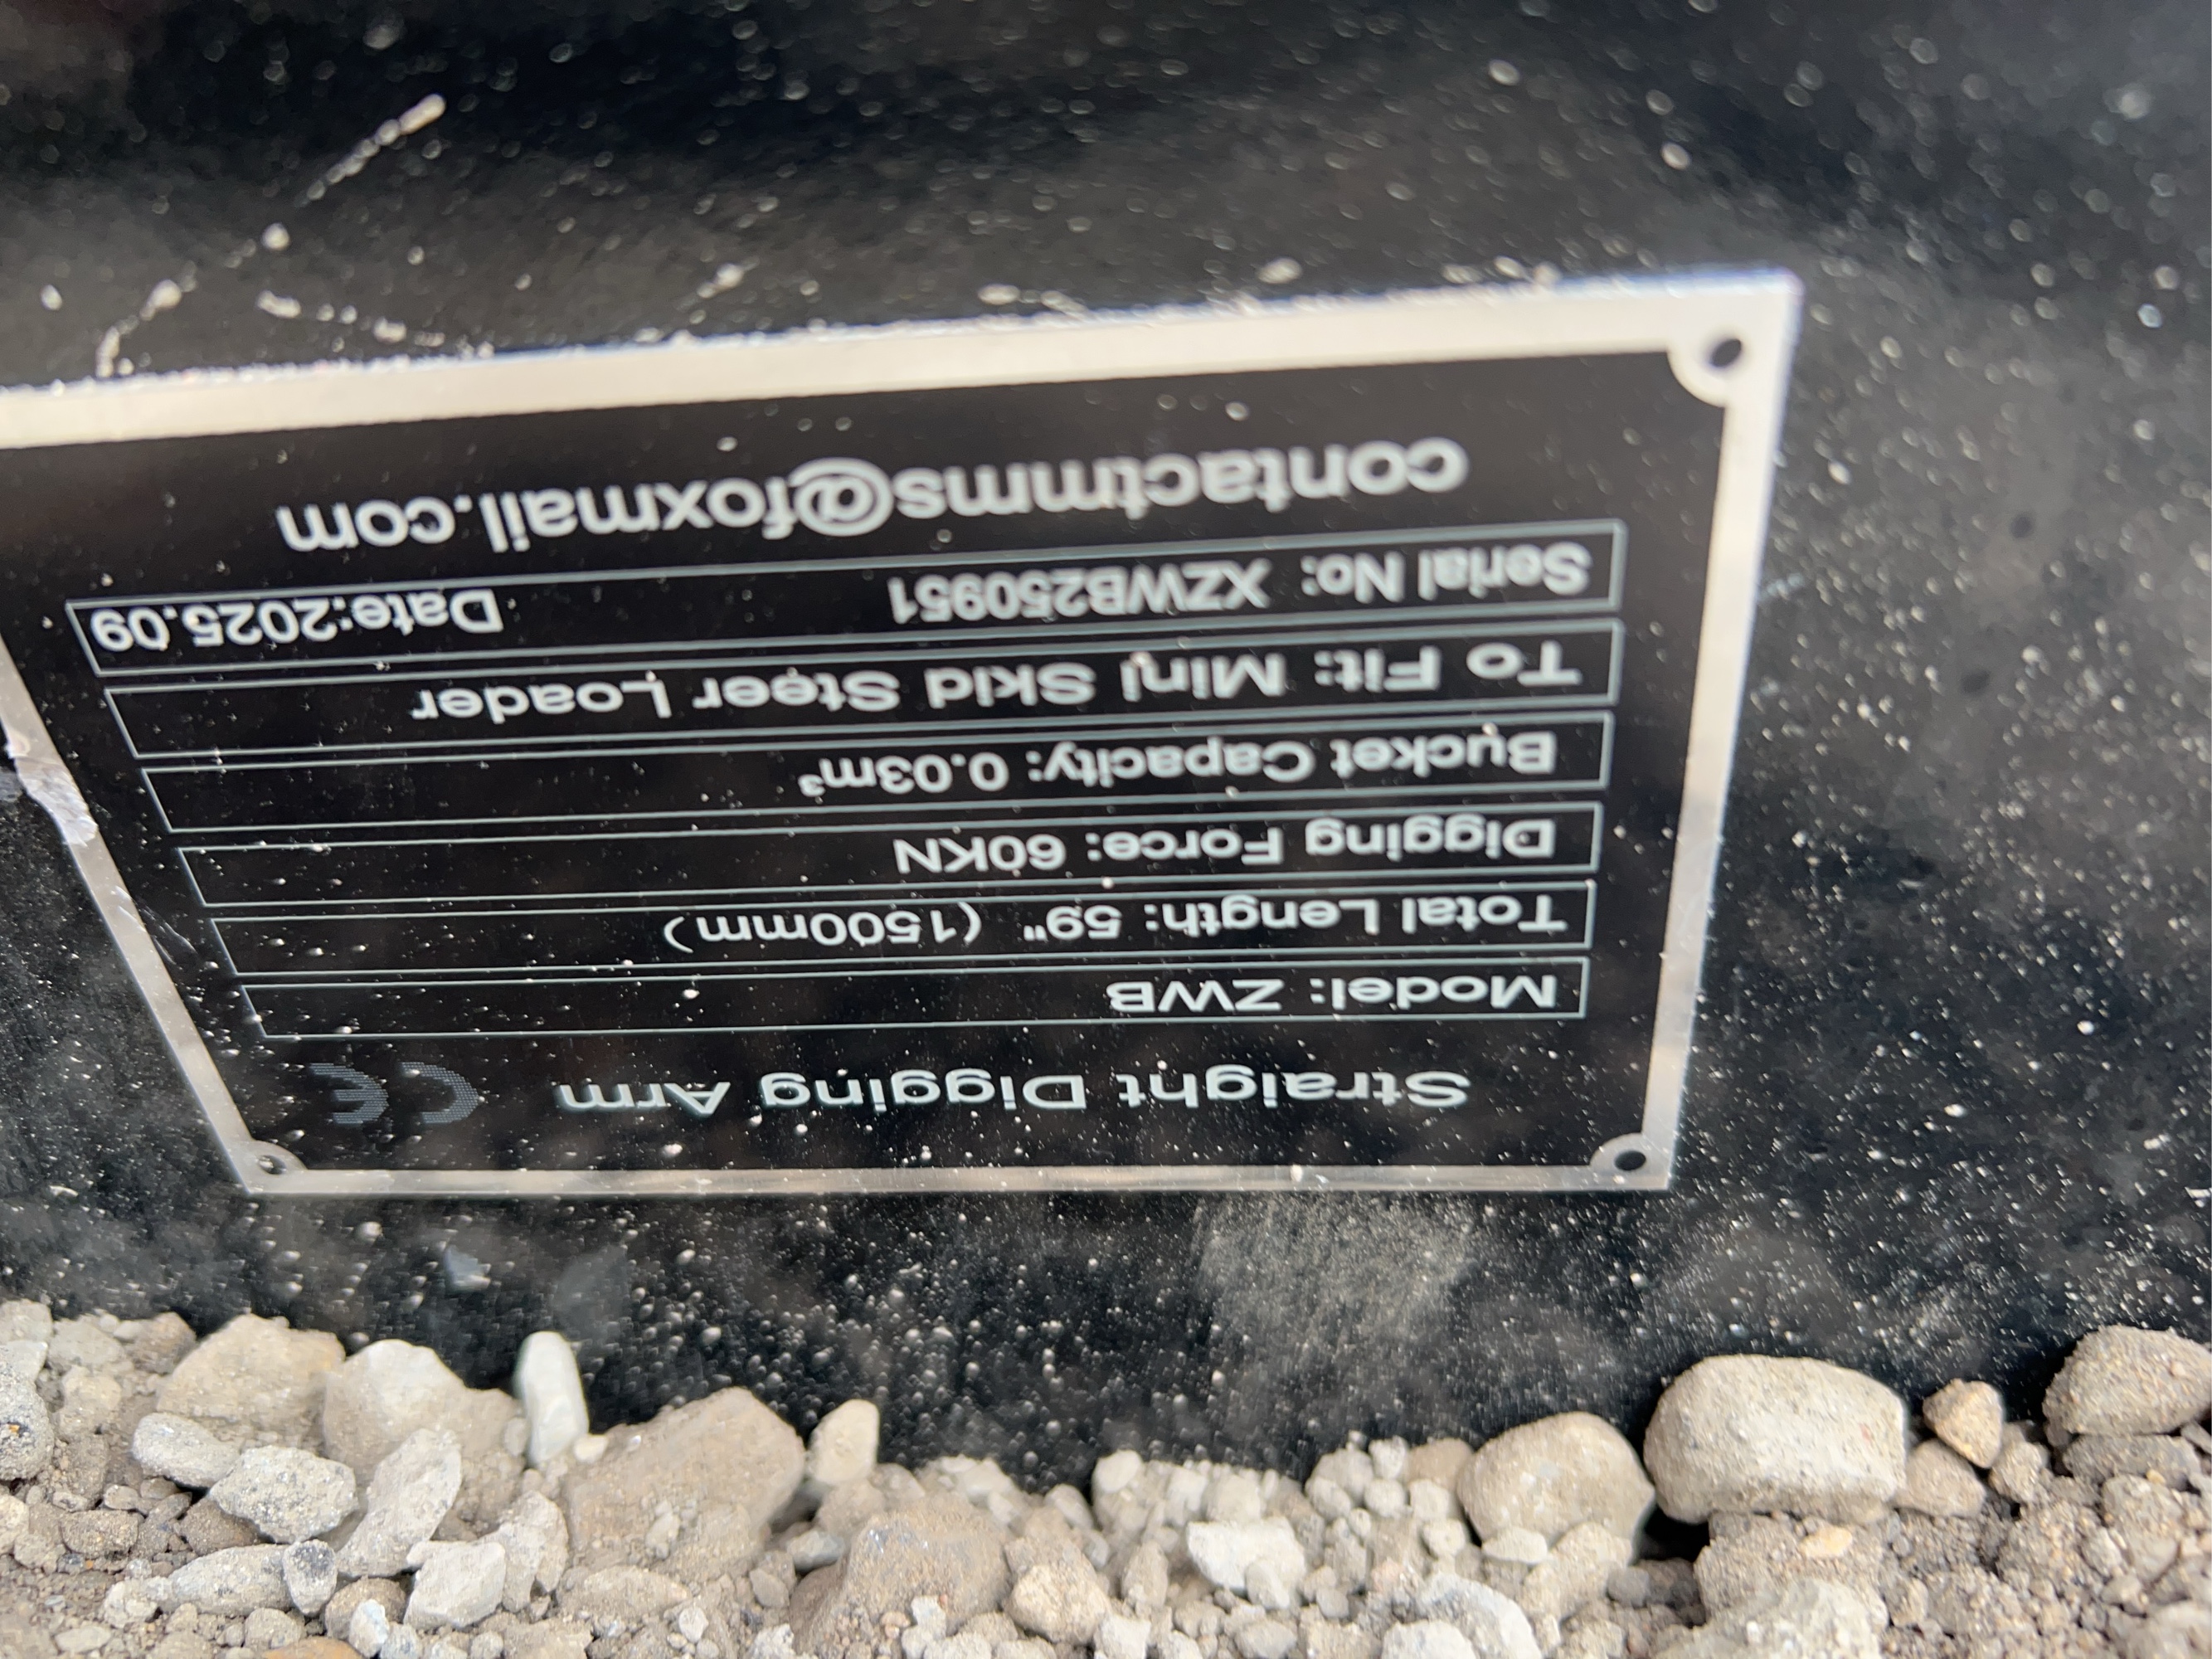 Straight Digging Arm CE
Model: ZWB
Total Length: 59" (1500mm)
Digging Force: 60KN
Bucket Capacity: 0.03m³
To Fit: Mini Skid Steer Loader
Serial No: XZWB250951 Date:2025.09
contactmms@foxmail.com